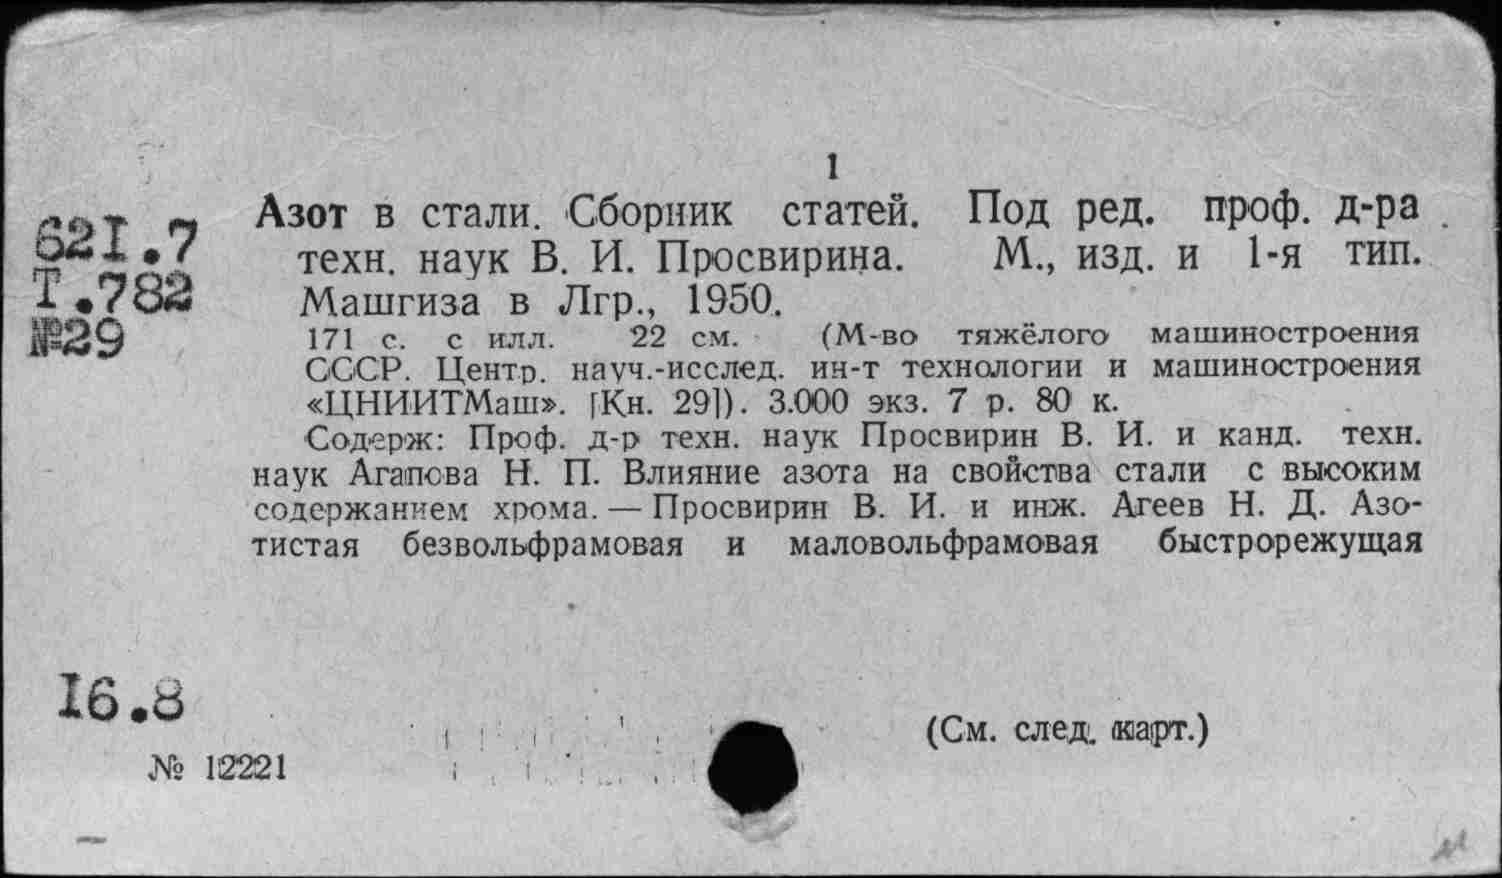 1
621.7
Т.782
№29
Азот в стали. Сборник статей. Под ред. проф. д-ра
техн. наук В. И. Просвирина. М., изд. и 1-я тип.
Машгиза в Лгр., 1950.
171 с. с илл. 22 см. (М-во тяжёлого машиностроения
СССР. Центр. науч.-исслед. ин-т технологии и машиностроения
«ЦНИИТМаш». [Кн. 29]). 3.000 экз. 7 р. 80 к.
Содерж: Проф. д-р техн. наук Просвирин В. И. и канд. техн.
наук Агапова Н. П. Влияние азота на свойства стали с высоким
содержанием хрома. — Просвирин В. И. и инж. Агеев Н. Д. Азо-
тистая безвольфрамовая и маловольфрамовая быстрорежущая
16.8
(См. след. карт.)
№ 12221